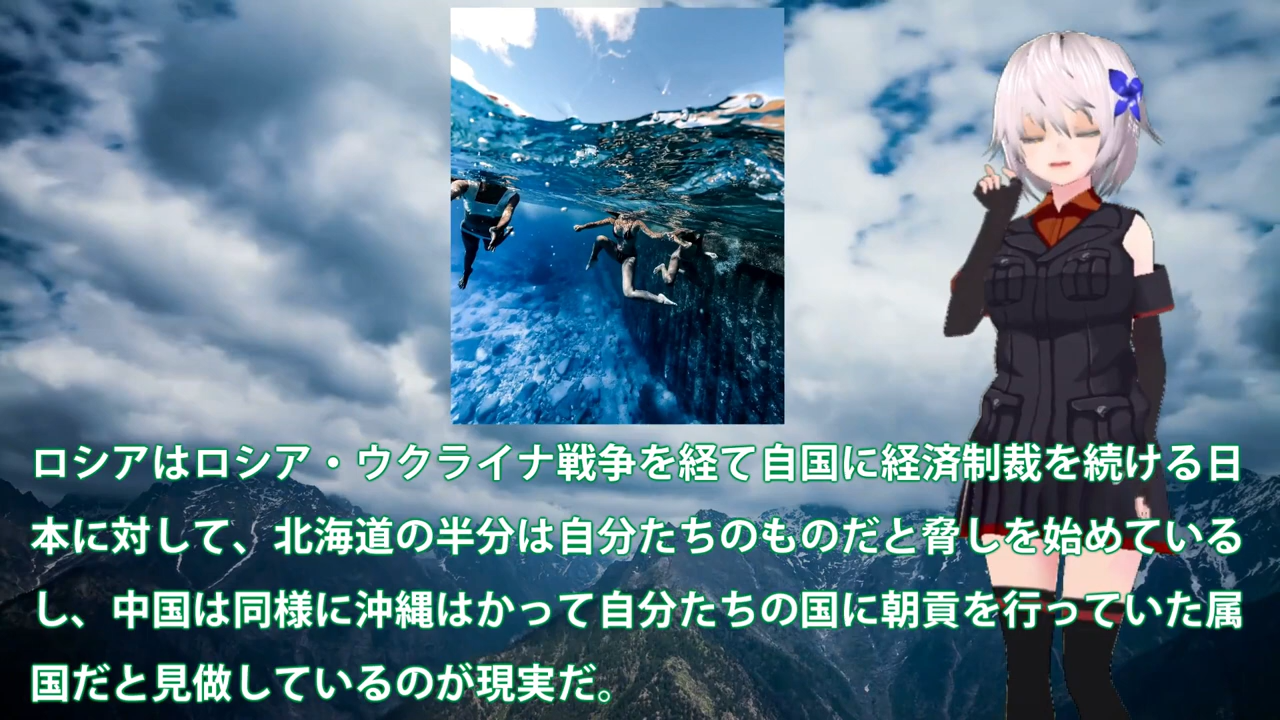 ロシアはロシア・ウクライナ戦争を経て自国に経済制裁を続ける日
本に対して、北海道の半分は自分たちのものだと脅しを始めている
し、中国は同様に沖縄はかつて自分たちの国に朝貢を行っていた属
国だと見做しているのが現実だ。